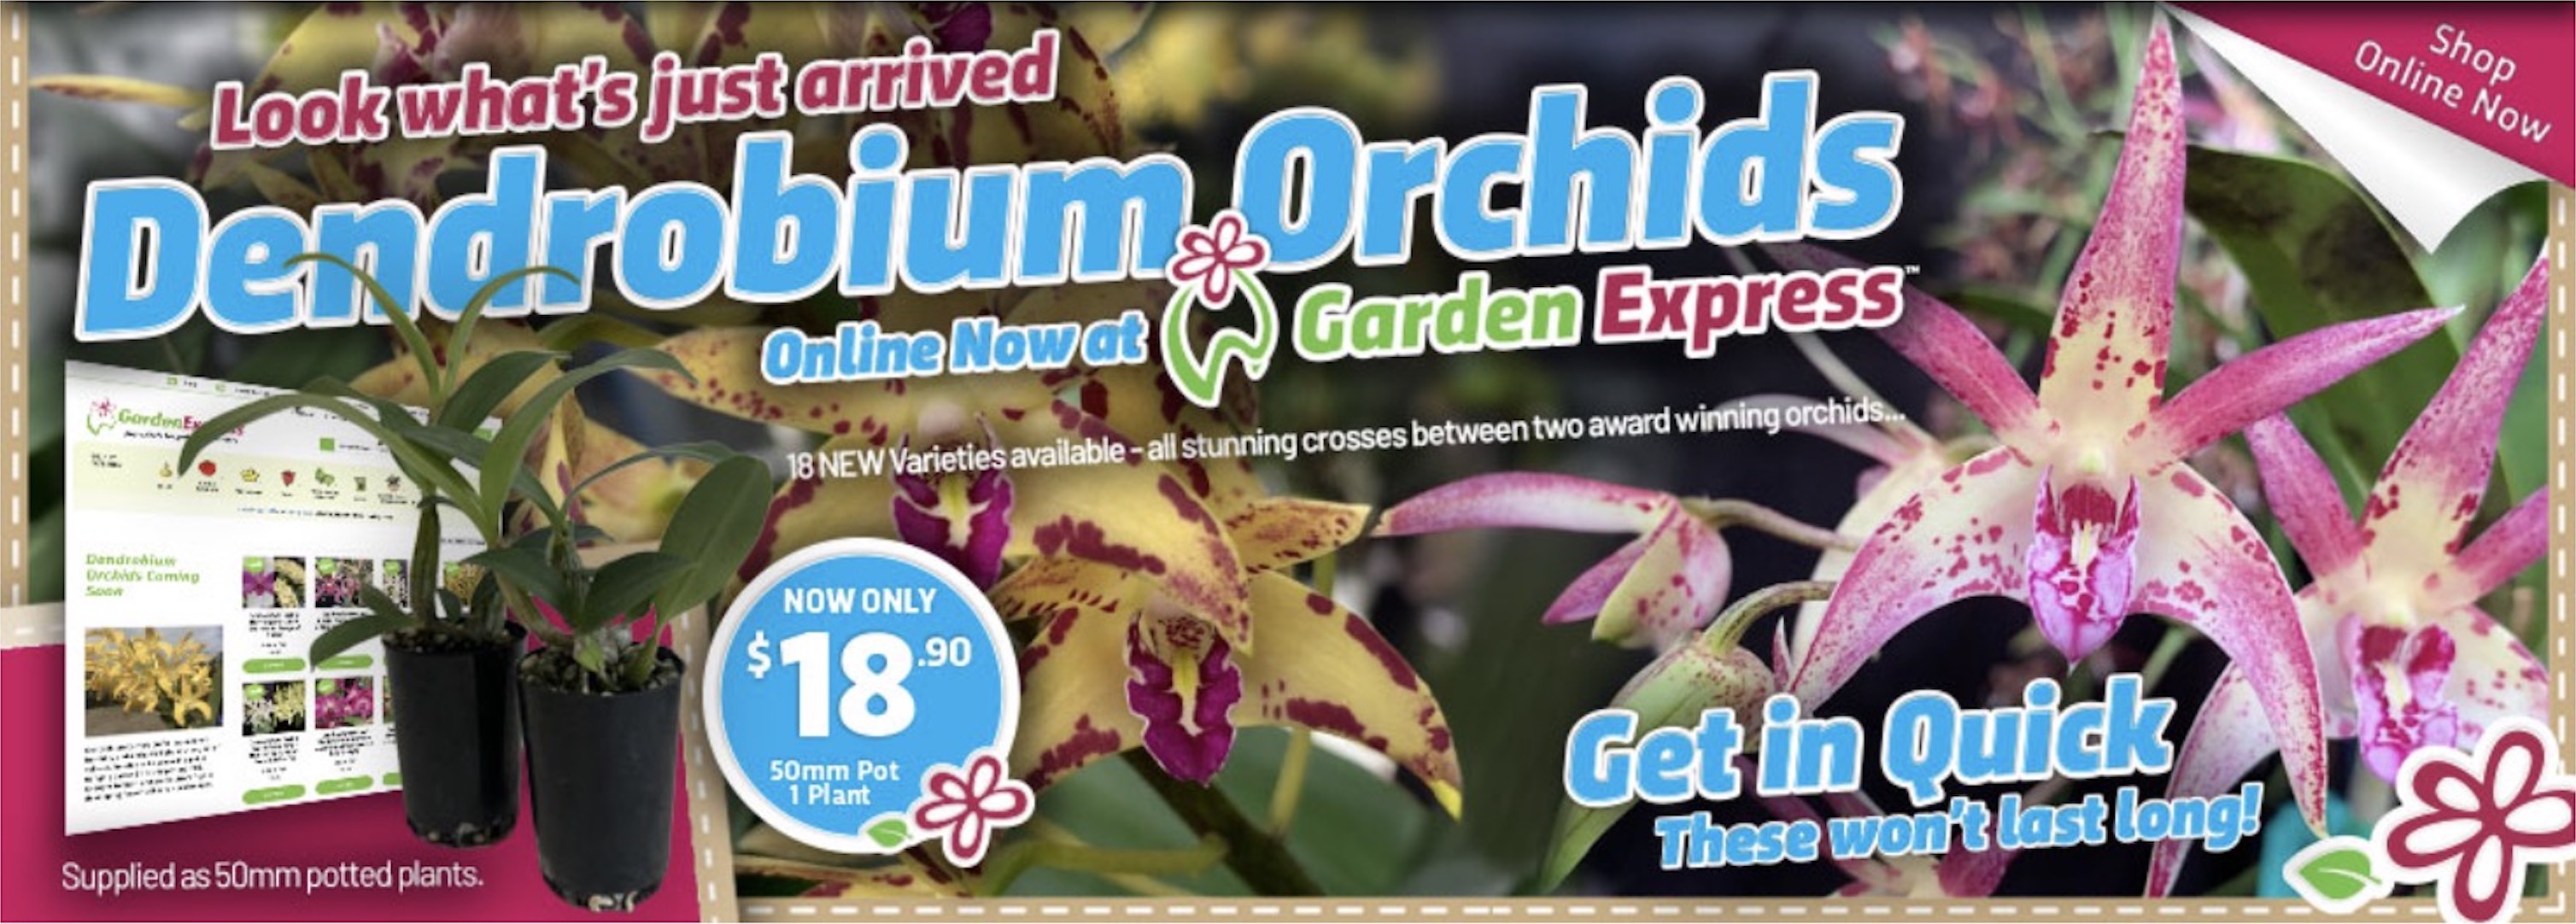 Look what's just arrived
Shop
Online Now
Dendrobium Orchids
Online Now at Garden Express™
18 NEW Varieties available - all stunning crosses between two award winning orchids...
Dendrobium
Orchids Coming
Soon
NOW ONLY
$18.90
50mm Pot
1 Plant
Get in Quick
These won't last long!
Supplied as 50mm potted plants.